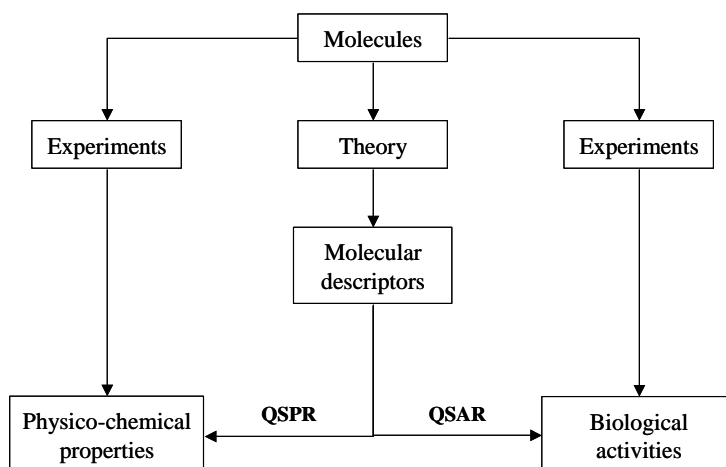 Molecules
Experiments
Theory
Experiments
Molecular
descriptors
QSPR
QSAR
Physico-chemical
properties
Biological
activities